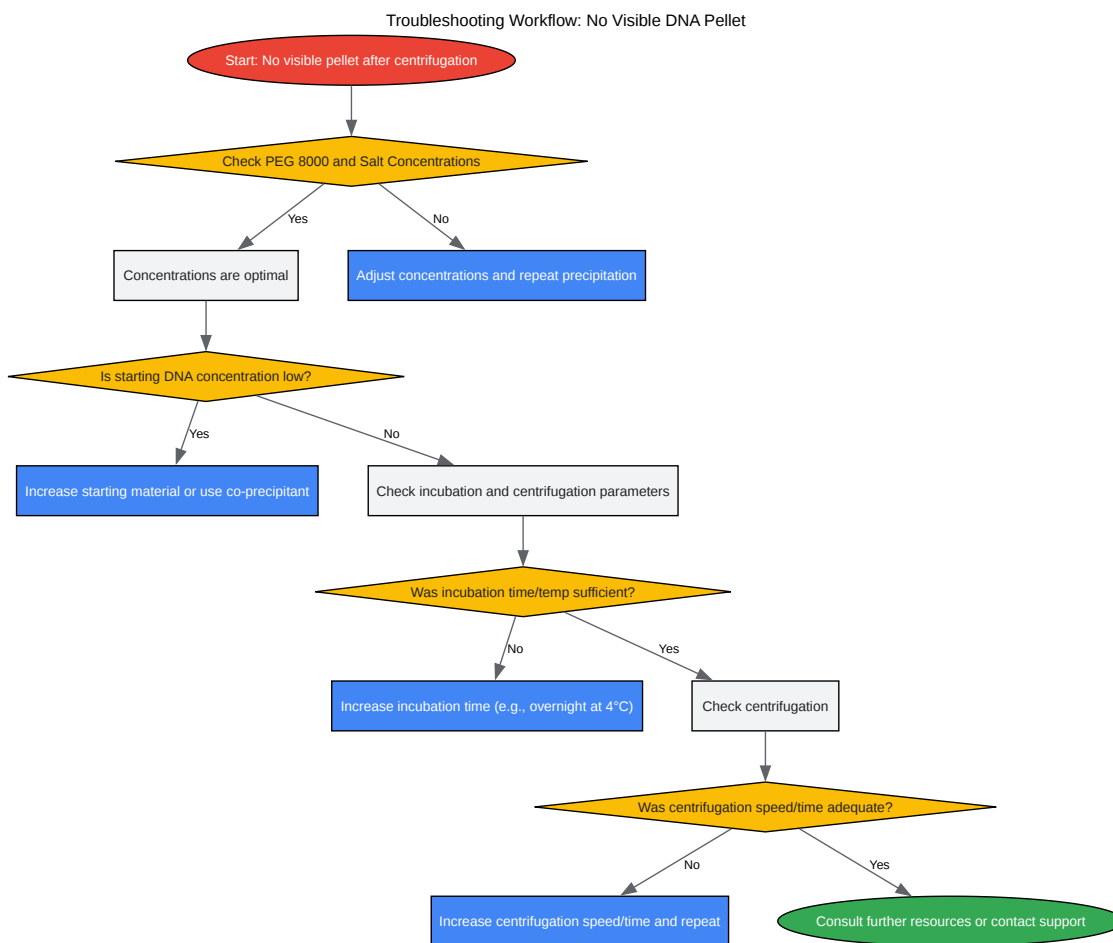 Troubleshooting Workflow: No Visible DNA Pellet
Start: No visible pellet after centrifugation
Check PEG 8000 and Salt Concentrations
Yes
No
Concentrations are optimal
Adjust concentrations and repeat precipitation
Is starting DNA concentration low?
Yes
No
Increase starting material or use co-precipitant
Check incubation and centrifugation parameters
Was incubation time/temp sufficient?
No
Yes
Increase incubation time (e.g., overnight at 4°C)
Check centrifugation
Was centrifugation speed/time adequate?
No
Yes
Increase centrifugation speed/time and repeat
Consult further resources or contact support